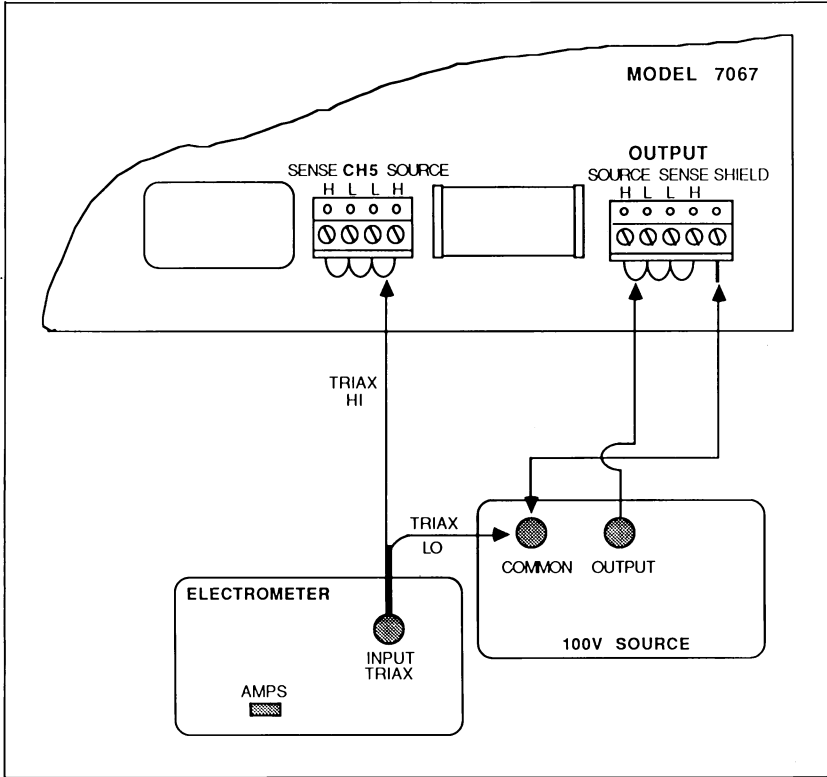 MODEL 7067
SENSE CH5 SOURCE
H L L H
OUTPUT
SOURCE SENSE SHIELD
H L L H
TRIAX
HI
TRIAX
LO
COMMON OUTPUT
100V SOURCE
ELECTROMETER
INPUT
TRIAX
AMPS